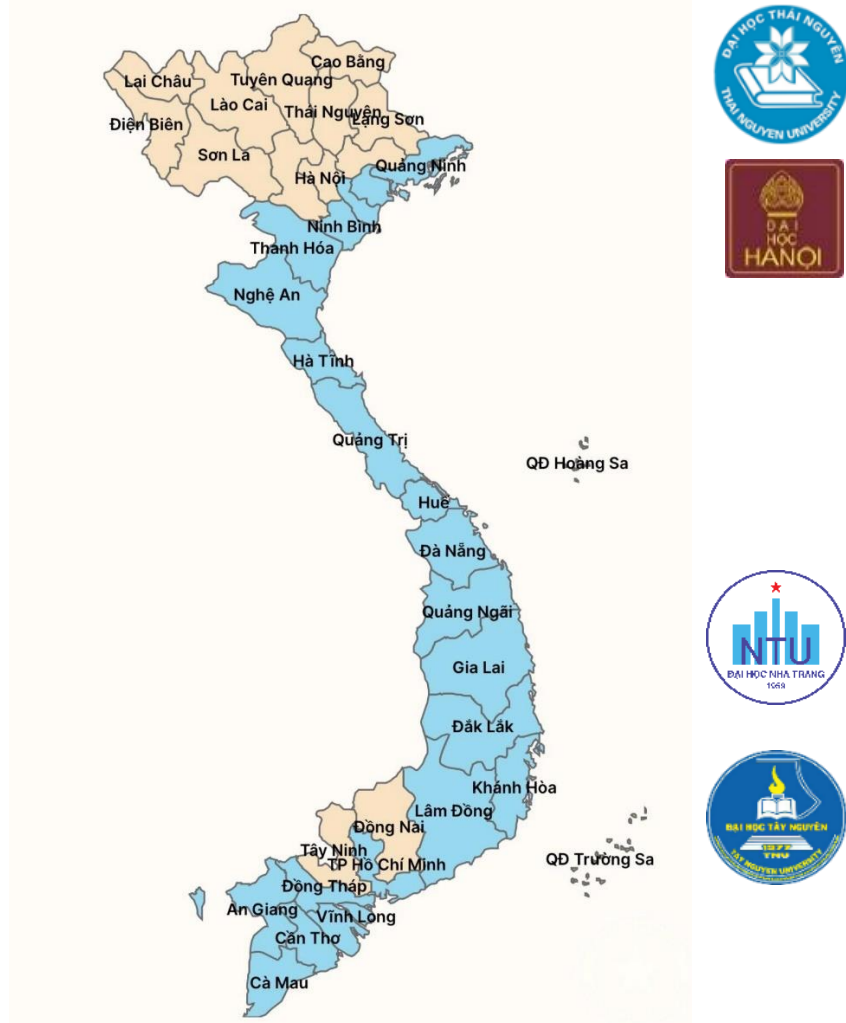 Cao Bằng
Lai Châu
Tuyên Quang
Lào Cai
Thái Nguyên
Lạng Sơn
Điện Biên
Sơn La
Quảng Ninh
Hà Nội
Ninh Bình
Thanh Hóa
Nghệ An
Hà Tĩnh
Quảng Trị
QĐ Hoàng Sa
Huế
Đà Nẵng
Quảng Ngãi
Gia Lai
Đắk Lắk
Khánh Hòa
Lâm Đồng
Đồng Nai
Tây Ninh
TP Hồ Chí Minh
QĐ Trường Sa
Đồng Tháp
An Giang
Vĩnh Long
Cần Thơ
Cà Mau
ĐẠI HỌC THÁI NGUYÊN
THAI NGUYEN UNIVERSITY
ĐẠI
HỌC
HÀNỘI
NTU
ĐẠI HỌC NHA TRANG
1959
ĐẠI HỌC TÂY NGUYÊN
1977
TNU
TAY NGUYEN UNIVERSITY